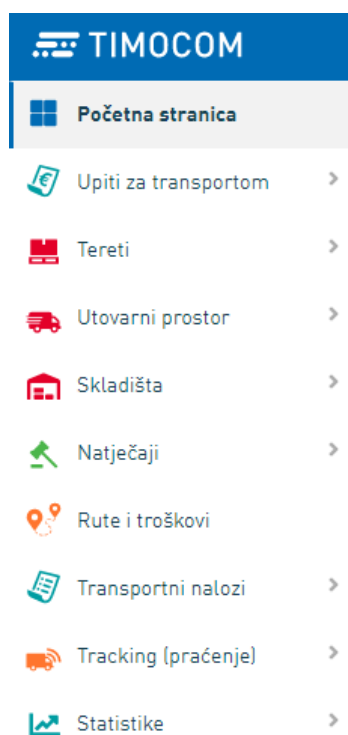 TIMOCOM
Početna stranica
Upiti za transportom
Tereti
Utovarni prostor
Skladišta
Natječaji
Rute i troškovi
Transportni nalozi
Tracking (praćenje)
Statistike